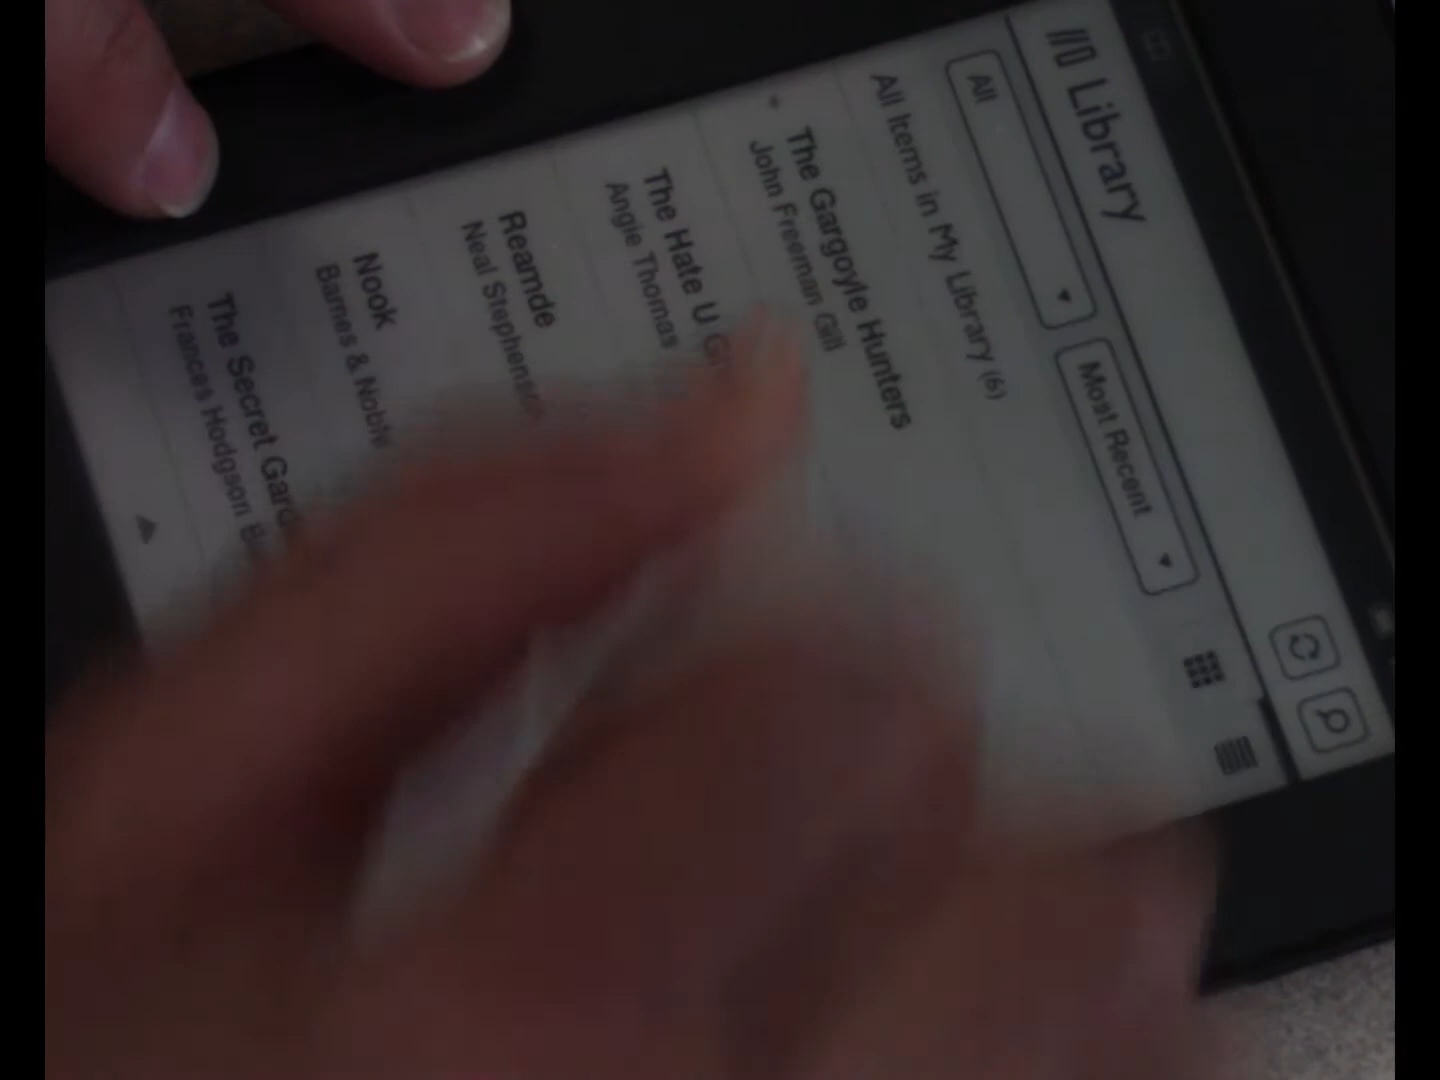 Library
All
Most Recent
All Items in My Library (6)
The Gargoyle Hunters
John Freeman Gill
The Hate U
Angie Thomas
Reamde
Neal Stephenson
Nook
Barnes & Noble
The Secret
Frances Hodgson